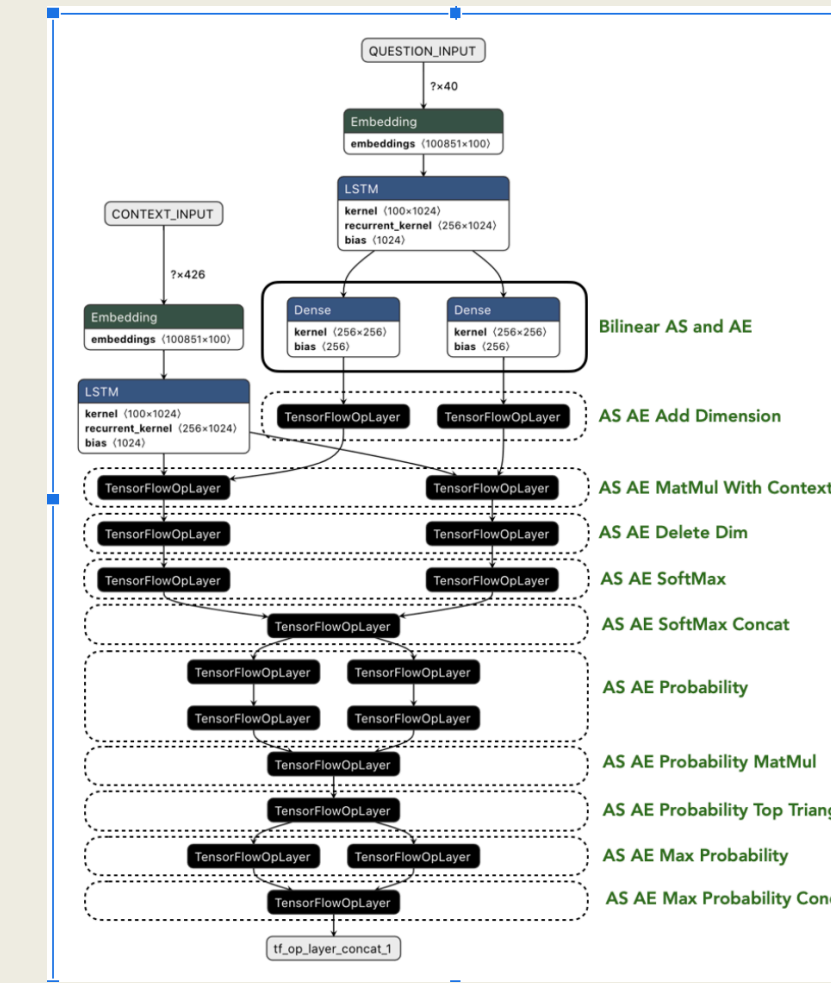 QUESTION_INPUT
?×40
Embedding
embeddings ⟨100851×100⟩
LSTM
kernel ⟨100×1024⟩
recurrent_kernel ⟨256×1024⟩
bias ⟨1024⟩
CONTEXT_INPUT
?×426
Embedding
embeddings ⟨100851×100⟩
Dense
kernel ⟨256×256⟩
bias ⟨256⟩
Dense
kernel ⟨256×256⟩
bias ⟨256⟩
Bilinear AS and AE
LSTM
kernel ⟨100×1024⟩
recurrent_kernel ⟨256×1024⟩
bias ⟨1024⟩
TensorFlowOpLayer TensorFlowOpLayer AS AE Add Dimension
TensorFlowOpLayer TensorFlowOpLayer AS AE MatMul With Context
TensorFlowOpLayer TensorFlowOpLayer AS AE Delete Dim
TensorFlowOpLayer TensorFlowOpLayer AS AE SoftMax
TensorFlowOpLayer AS AE SoftMax Concat
TensorFlowOpLayer TensorFlowOpLayer
AS AE Probability
TensorFlowOpLayer TensorFlowOpLayer
TensorFlowOpLayer AS AE Probability MatMul
TensorFlowOpLayer AS AE Probability Top
TensorFlowOpLayer TensorFlowOpLayer AS AE Max Probability
TensorFlowOpLayer AS AE Max Probability
tf_op_layer_concat_1